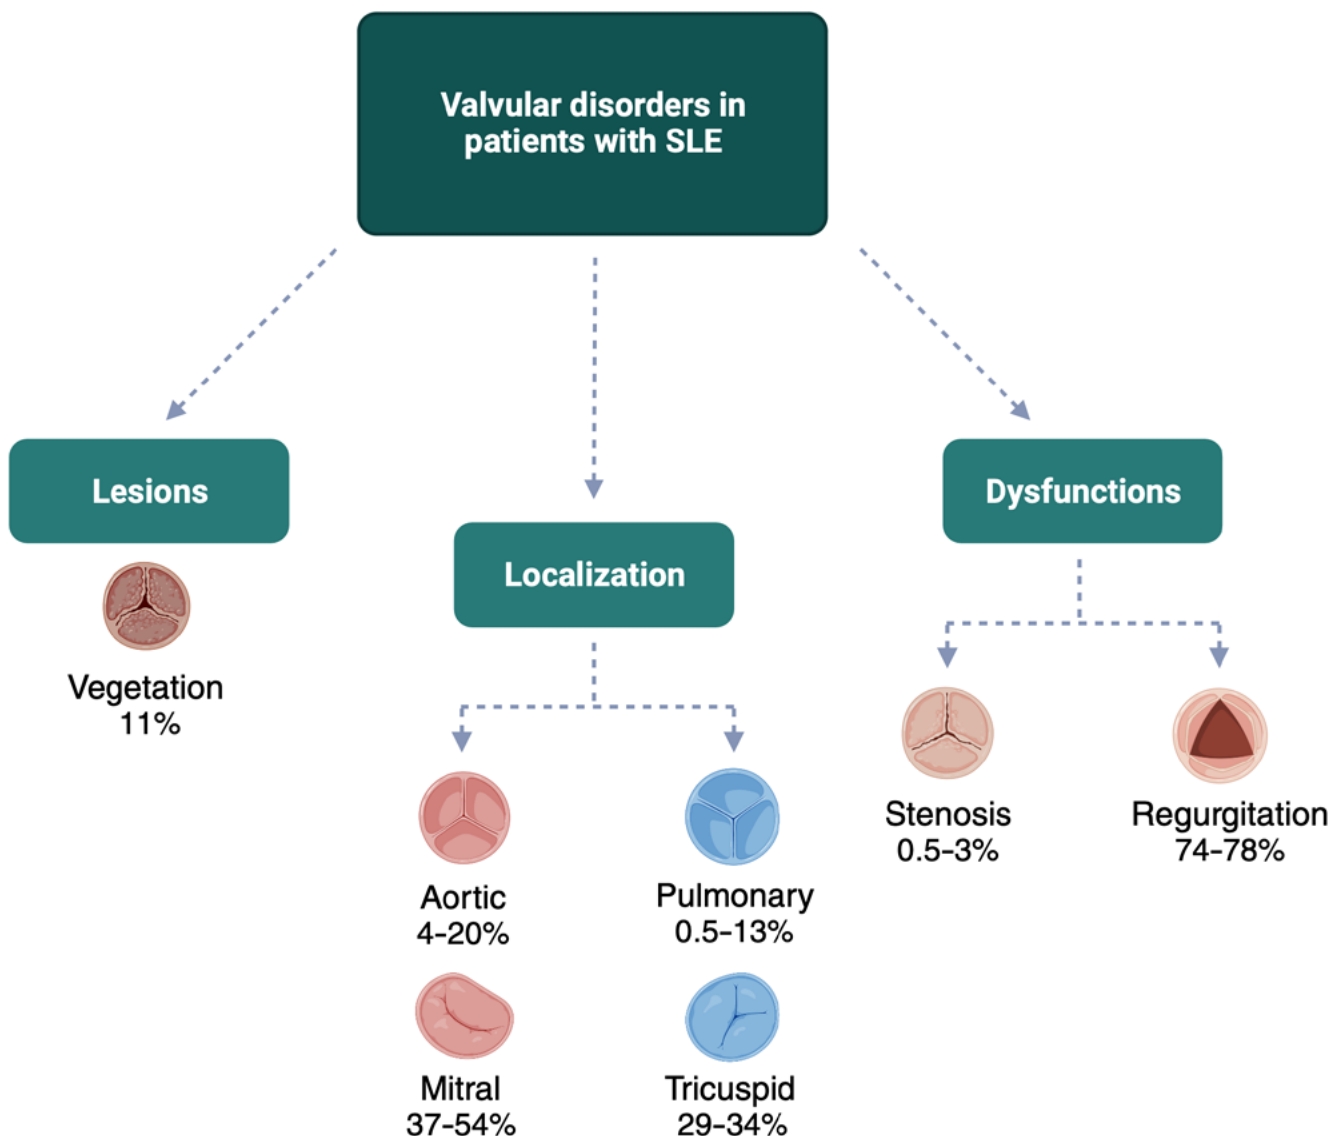 Valvular disorders in
patients with SLE
Lesions
Vegetation
11%
Localization
Aortic
4–20%
Pulmonary
0.5–13%
Mitral
37–54%
Tricuspid
29–34%
Dysfunctions
Stenosis
0.5–3%
Regurgitation
74–78%